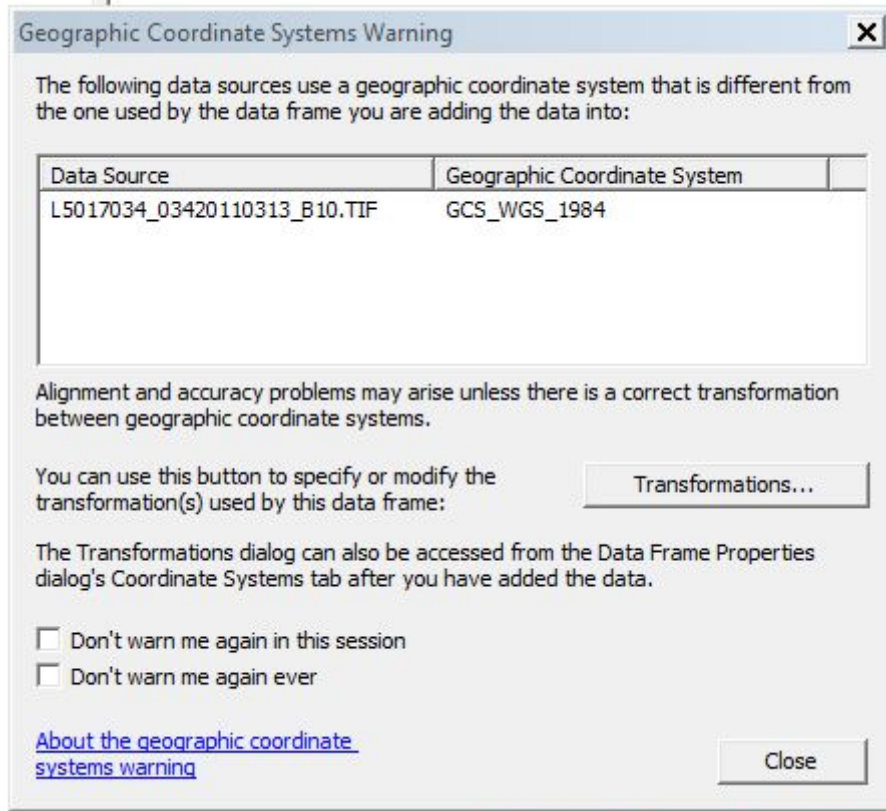 Geographic Coordinate Systems Warning
The following data sources use a geographic coordinate system that is different from
the one used by the data frame you are adding the data into:
Data Source Geographic Coordinate System
L5017034_03420110313_B10.TIF GCS_WGS_1984
Alignment and accuracy problems may arise unless there is a correct transformation
between geographic coordinate systems.
You can use this button to specify or modify the
transformation(s) used by this data frame:
Transformations...
The Transformations dialog can also be accessed from the Data Frame Properties
dialog's Coordinate Systems tab after you have added the data.
Don't warn me again in this session
Don't warn me again ever
About the geographic coordinate
systems warning
Close